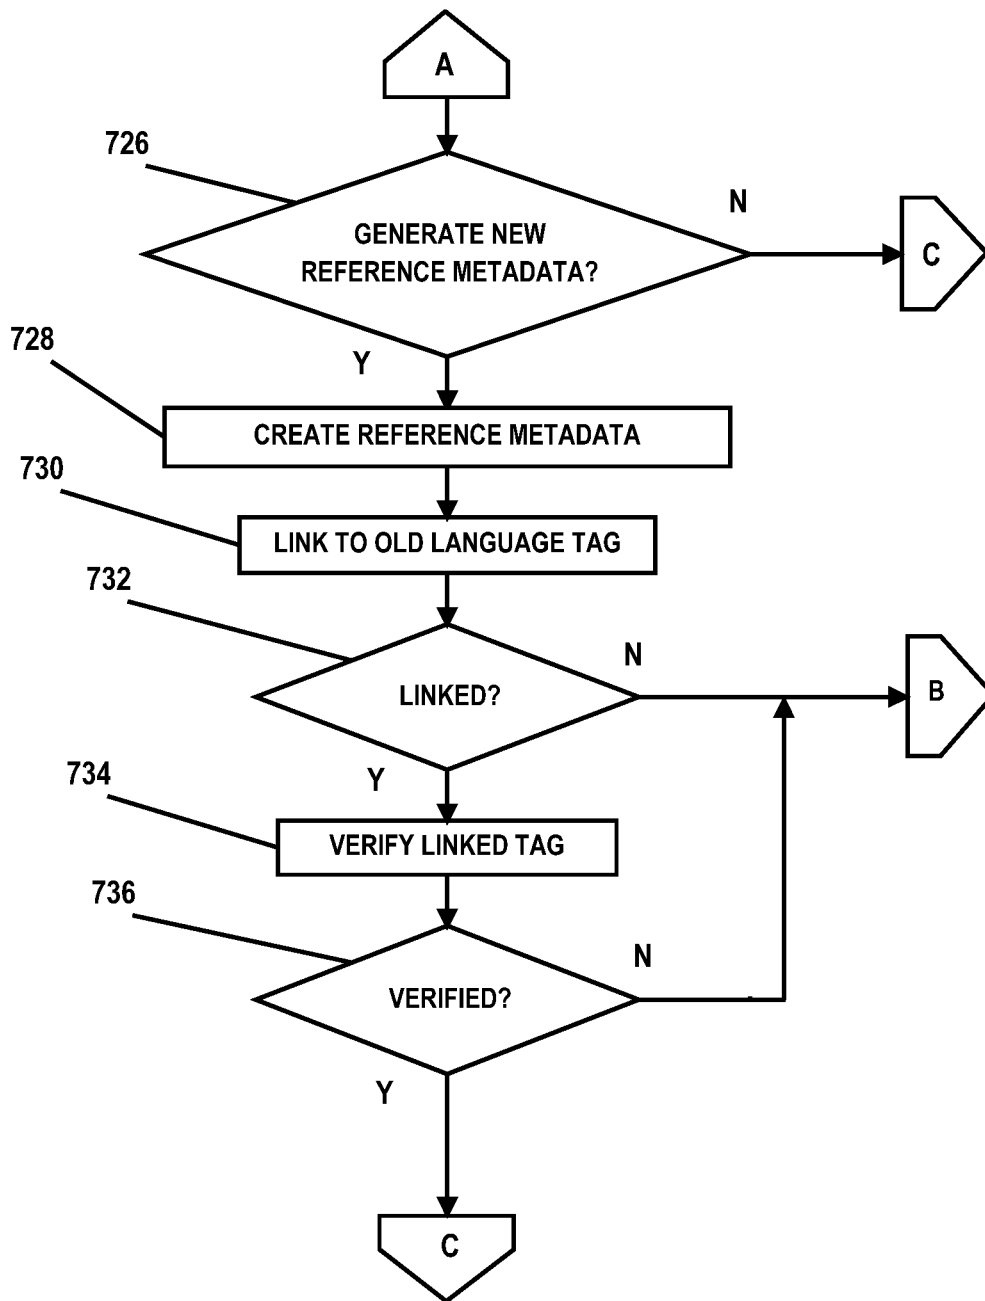 A
726
N
GENERATE NEW
REFERENCE METADATA?
C
728
Y
CREATE REFERENCE METADATA
730
LINK TO OLD LANGUAGE TAG
732
N
LINKED?
B
734
Y
VERIFY LINKED TAG
736
N
VERIFIED?
Y
C